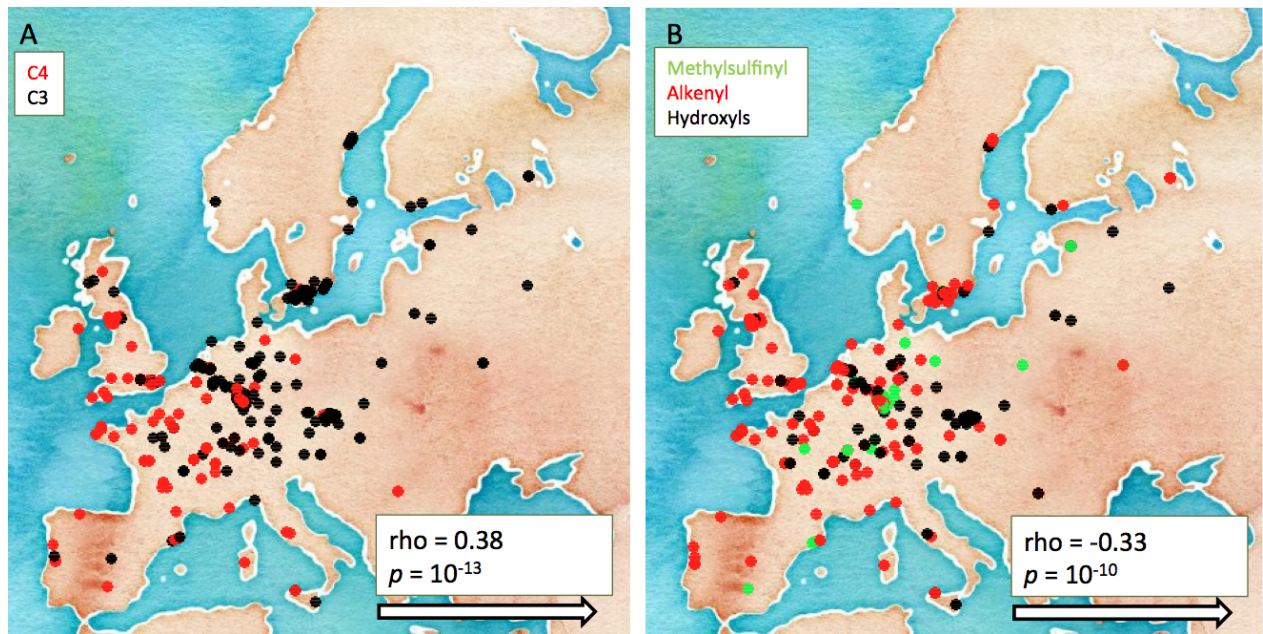 A
C4
C3
rho = 0.38
p = 10-13
B
Methylsulfinyl
Alkenyl
Hydroxyls
rho = -0.33
p = 10-10